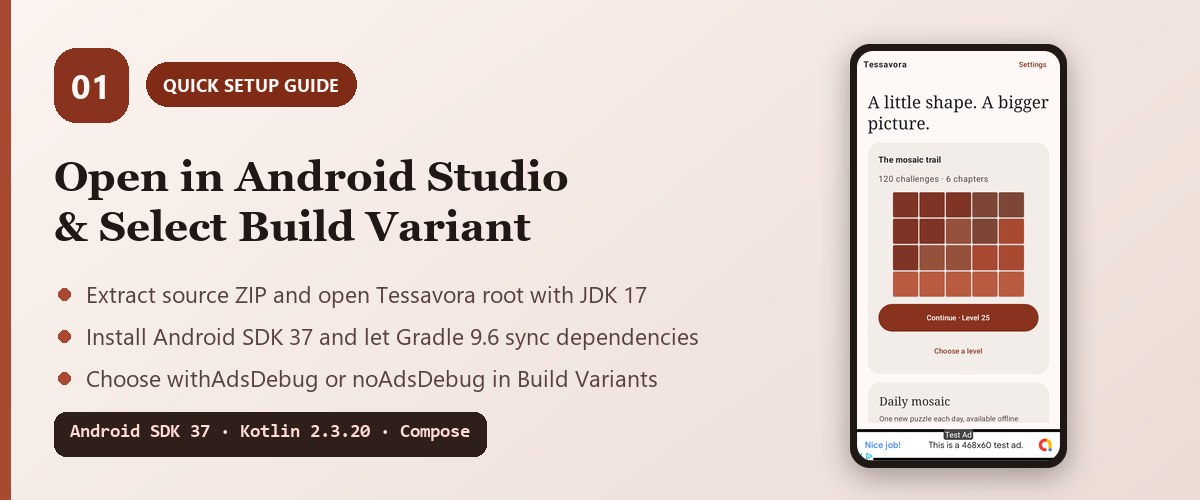 01
QUICK SETUP GUIDE
Open in Android Studio
& Select Build Variant
Extract source ZIP and open Tessavora root with JDK 17
Install Android SDK 37 and let Gradle 9.6 sync dependencies
Choose withAdsDebug or noAdsDebug in Build Variants
Android SDK 37 · Kotlin 2.3.20 · Compose
Tessavora
Settings
A little shape. A bigger
picture.
The mosaic trail
120 challenges · 6 chapters
Continue · Level 25
Choose a level
Daily mosaic
One new puzzle each day, available offline
Test Ad
Nice job!
This is a 468x60 test ad.